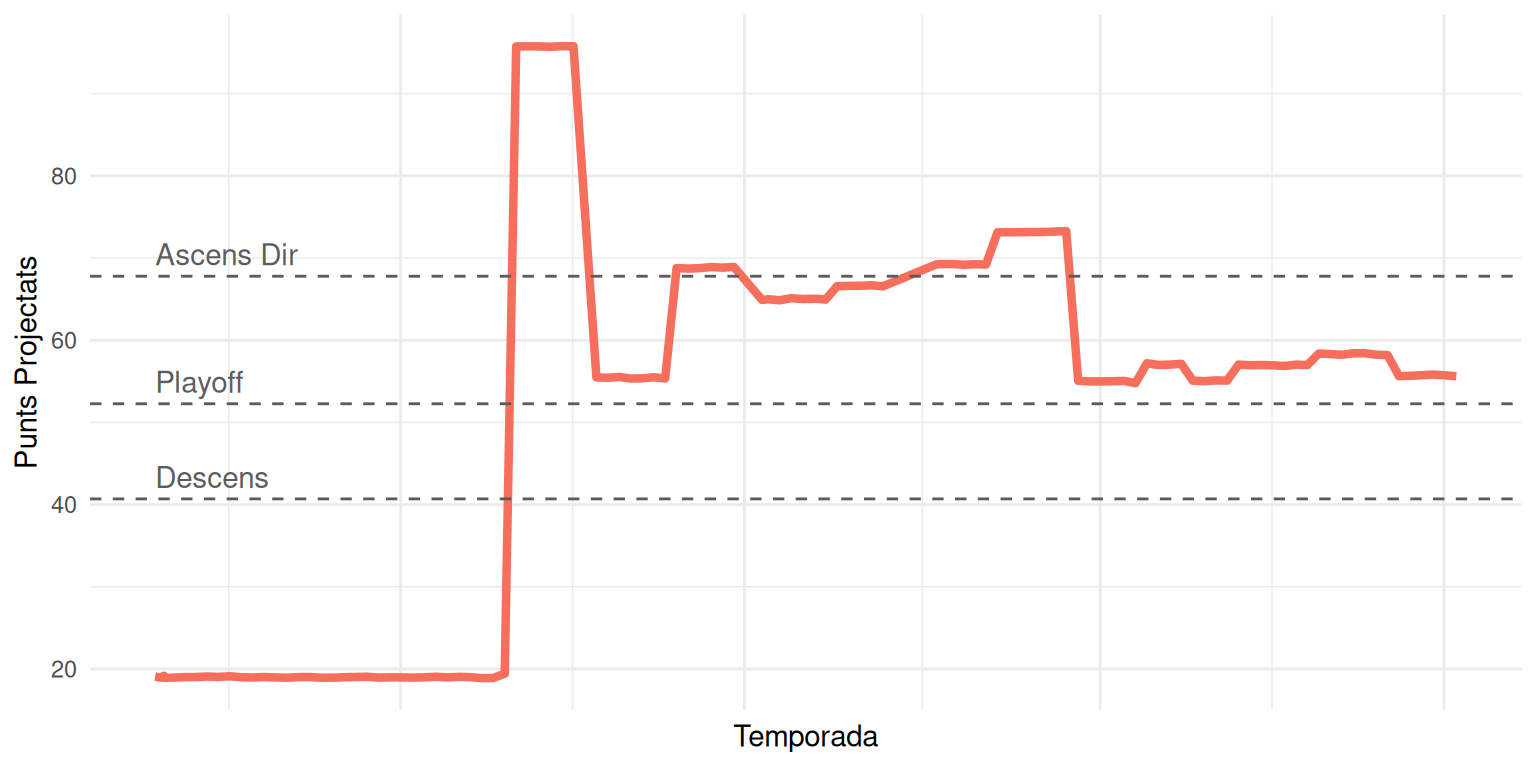 Punts Projectats
80
60
40
20
Ascens Dir
Playoff
Descens
Temporada